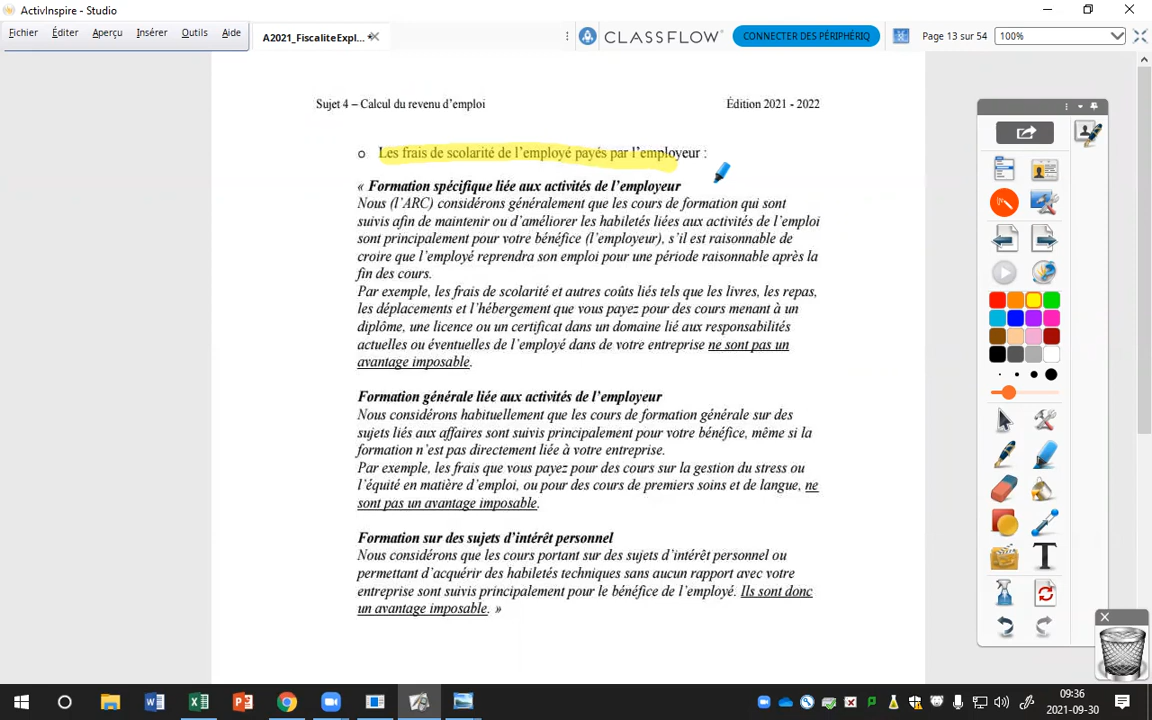 ActivInspire - Studio
Fichier Éditer Aperçu Insérer Outils Aide
A2021_FiscaliteExpl...
CLASSFLOW
CONNECTER DES PÉRIPHÉRIQ
Page 13 sur 54
100%
Sujet 4 – Calcul du revenu d'emploi
Édition 2021 - 2022
o Les frais de scolarité de l'employé payés par l'employeur :
« Formation spécifique liée aux activités de l'employeur
Nous (l'ARC) considérons généralement que les cours de formation qui sont
suivis afin de maintenir ou d'améliorer les habiletés liées aux activités de l'emploi
sont principalement pour votre bénéfice (l'employeur), s'il est raisonnable de
croire que l'employé reprendra son emploi pour une période raisonnable après la
fin des cours.
Par exemple, les frais de scolarité et autres coûts liés tels que les livres, les repas,
les déplacements et l'hébergement que vous payez pour des cours menant à un
diplôme, une licence ou un certificat dans un domaine lié aux responsabilités
actuelles ou éventuelles de l'employé dans de votre entreprise ne sont pas un
avantage imposable.
Formation générale liée aux activités de l'employeur
Nous considérons habituellement que les cours de formation générale sur des
sujets liés aux affaires sont suivis principalement pour votre bénéfice, même si la
formation n'est pas directement liée à votre entreprise.
Par exemple, les frais que vous payez pour des cours sur la gestion du stress ou
l'équité en matière d'emploi, ou pour des cours de premiers soins et de langue, ne
sont pas un avantage imposable.
Formation sur des sujets d'intérêt personnel
Nous considérons que les cours portant sur des sujets d'intérêt personnel ou
permettant d'acquérir des habiletés techniques sans aucun rapport avec votre
entreprise sont suivis principalement pour le bénéfice de l'employé. Ils sont donc
un avantage imposable. »
09:36
2021-09-30